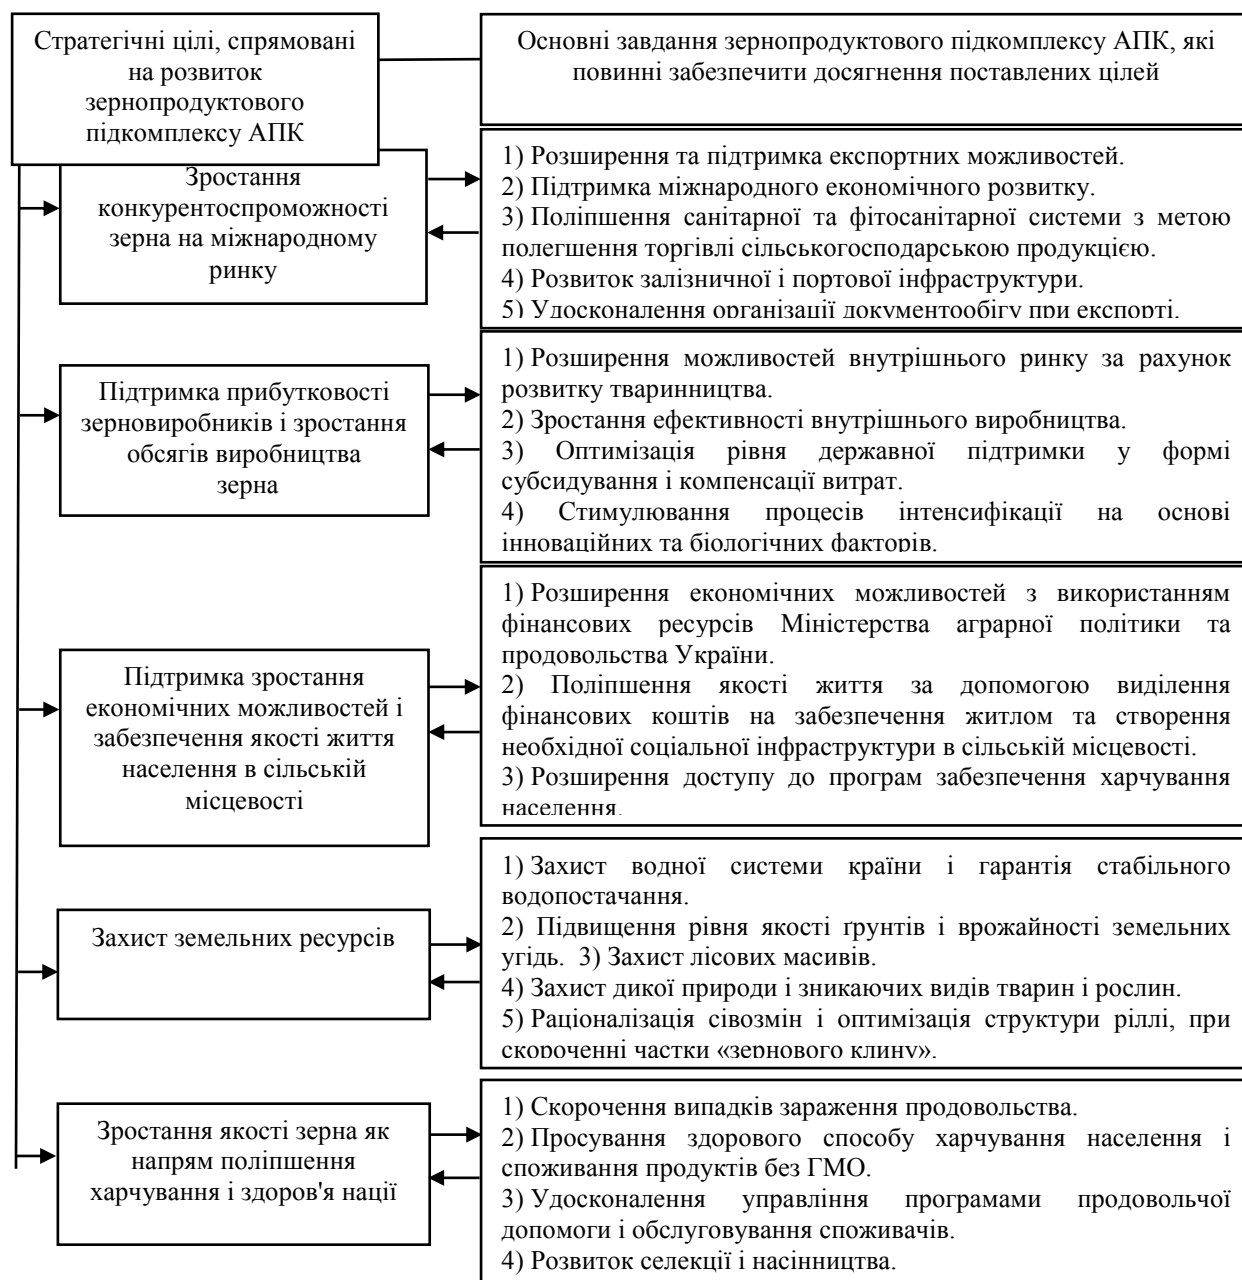 Стратегічні цілі, спрямовані
на розвиток
зернопродуктового
підкомплексу АПК
Основні завдання зернопродуктового підкомплексу АПК, які
повинні забезпечити досягнення поставлених цілей
Зростання
конкурентоспроможності
зерна на міжнародному
ринку
1) Розширення та підтримка експортних можливостей.
2) Підтримка міжнародного економічного розвитку.
3) Поліпшення санітарної та фітосанітарної системи з метою
полегшення торгівлі сільськогосподарською продукцією.
4) Розвиток залізничної і портової інфраструктури.
5) Удосконалення організації документообігу при експорті.
Підтримка прибутковості
зерновиробників і зростання
обсягів виробництва
зерна
1) Розширення можливостей внутрішнього ринку за рахунок
розвитку тваринництва.
2) Зростання ефективності внутрішнього виробництва.
3) Оптимізація рівня державної підтримки у формі
субсидування і компенсації витрат.
4) Стимулювання процесів інтенсифікації на основі
інноваційних та біологічних факторів.
Підтримка зростання
економічних можливостей і
забезпечення якості життя
населення в сільській
місцевості
1) Розширення економічних можливостей з використанням
фінансових ресурсів Міністерства аграрної політики та
продовольства України.
2) Поліпшення якості життя за допомогою виділення
фінансових коштів на забезпечення житлом та створення
необхідної соціальної інфраструктури в сільській місцевості.
3) Розширення доступу до програм забезпечення харчування
населення.
Захист земельних ресурсів
1) Захист водної системи країни і гарантія стабільного
водопостачання.
2) Підвищення рівня якості ґрунтів і врожайності земельних
угідь. 3) Захист лісових масивів.
4) Захист дикої природи і зникаючих видів тварин і рослин.
5) Раціоналізація сівозмін і оптимізація структури ріллі, при
скороченні частки «зернового клину».
Зростання якості зерна як
напрям поліпшення
харчування і здоров'я нації
1) Скорочення випадків зараження продовольства.
2) Просування здорового способу харчування населення і
споживання продуктів без ГМО.
3) Удосконалення управління програмами продовольчої
допомоги і обслуговування споживачів.
4) Розвиток селекції і насінництва.